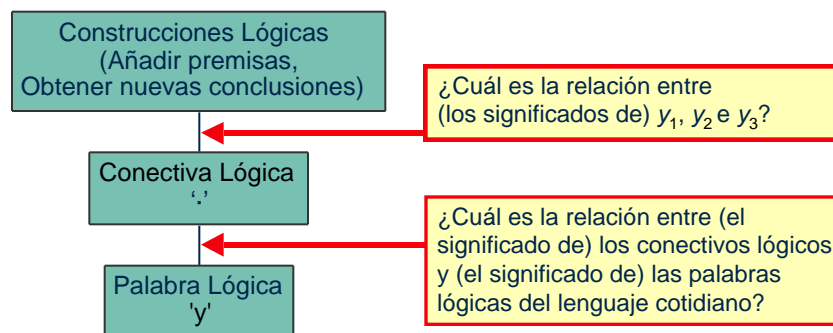 Construcciones Lógicas
(Añadir premisas,
Obtener nuevas conclusiones)
¿Cuál es la relación entre
(los significados de) y₁, y₂ e y₃?
Conectiva Lógica
‘·’
¿Cuál es la relación entre (el
significado de) los conectivos lógicos
y (el significado de) las palabras
lógicas del lenguaje cotidiano?
Palabra Lógica
'y'